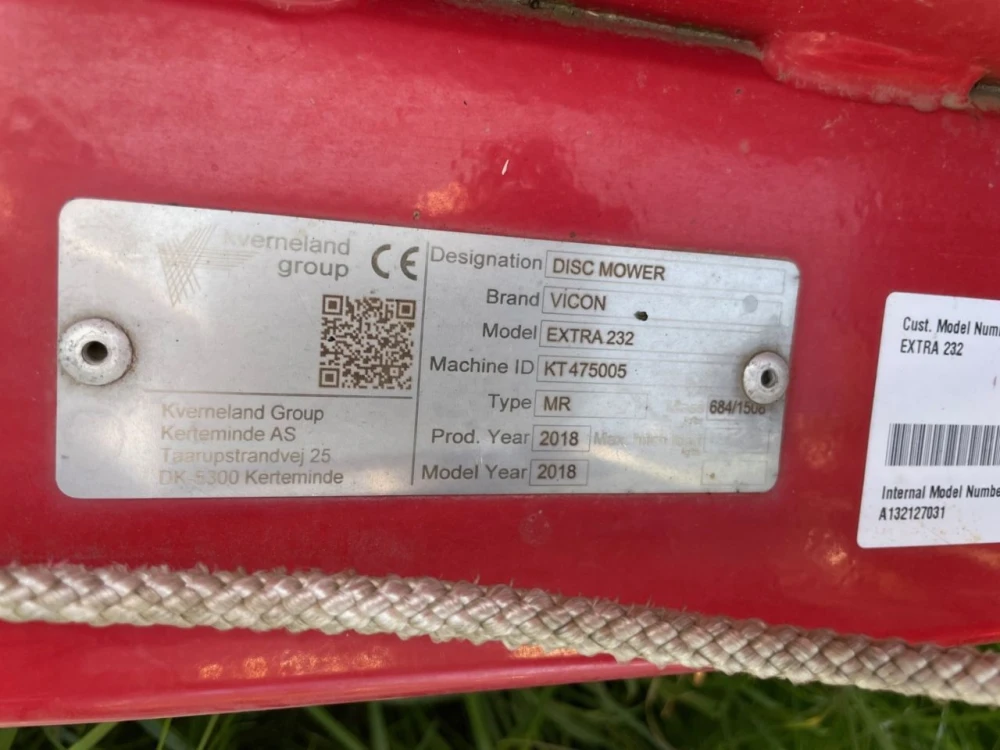 kverneland
group
CE
Kverneland Group
Kerteminde AS
Taarupstrandvej 25
DK-5300 Kerteminde
Designation DISC MOWER
Brand VICON
Model EXTRA 232
Machine ID KT475005
Type MR 684/1508
Prod. Year 2018
Model Year 2018
Cust. Model Num
EXTRA 232
Internal Model Numbe
A132127031